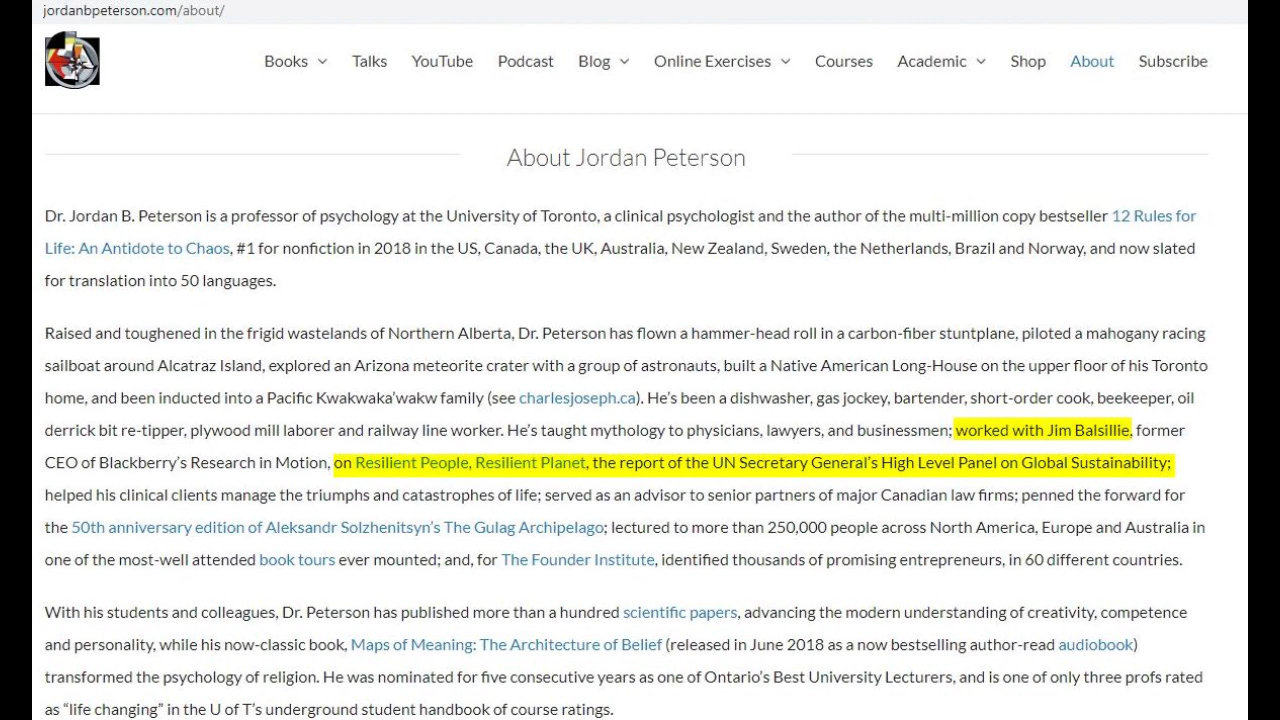 jordanbpeterson.com/about/
Books Talks YouTube Podcast Blog Online Exercises Courses Academic Shop About Subscribe
About Jordan Peterson
Dr. Jordan B. Peterson is a professor of psychology at the University of Toronto, a clinical psychologist and the author of the multi-million copy bestseller 12 Rules for
Life: An Antidote to Chaos, #1 for nonfiction in 2018 in the US, Canada, the UK, Australia, New Zealand, Sweden, the Netherlands, Brazil and Norway, and now slated
for translation into 50 languages.
Raised and toughened in the frigid wastelands of Northern Alberta, Dr. Peterson has flown a hammer-head roll in a carbon-fiber stuntplane, piloted a mahogany racing
sailboat around Alcatraz Island, explored an Arizona meteorite crater with a group of astronauts, built a Native American Long-House on the upper floor of his Toronto
home, and been inducted into a Pacific Kwakwaka’wakw family (see charlesjoseph.ca). He’s been a dishwasher, gas jockey, bartender, short-order cook, beekeeper, oil
derrick bit re-tipper, plywood mill laborer and railway line worker. He’s taught mythology to physicians, lawyers, and businessmen; worked with Jim Balsillie, former
CEO of Blackberry’s Research in Motion, on Resilient People, Resilient Planet, the report of the UN Secretary General’s High Level Panel on Global Sustainability;
helped his clinical clients manage the triumphs and catastrophes of life; served as an advisor to senior partners of major Canadian law firms; penned the forward for
the 50th anniversary edition of Aleksandr Solzhenitsyn’s The Gulag Archipelago; lectured to more than 250,000 people across North America, Europe and Australia in
one of the most-well attended book tours ever mounted; and, for The Founder Institute, identified thousands of promising entrepreneurs, in 60 different countries.
With his students and colleagues, Dr. Peterson has published more than a hundred scientific papers, advancing the modern understanding of creativity, competence
and personality, while his now-classic book, Maps of Meaning: The Architecture of Belief (released in June 2018 as a now bestselling author-read audiobook)
transformed the psychology of religion. He was nominated for five consecutive years as one of Ontario’s Best University Lecturers, and is one of only three profs rated
as “life changing” in the U of T’s underground student handbook of course ratings.